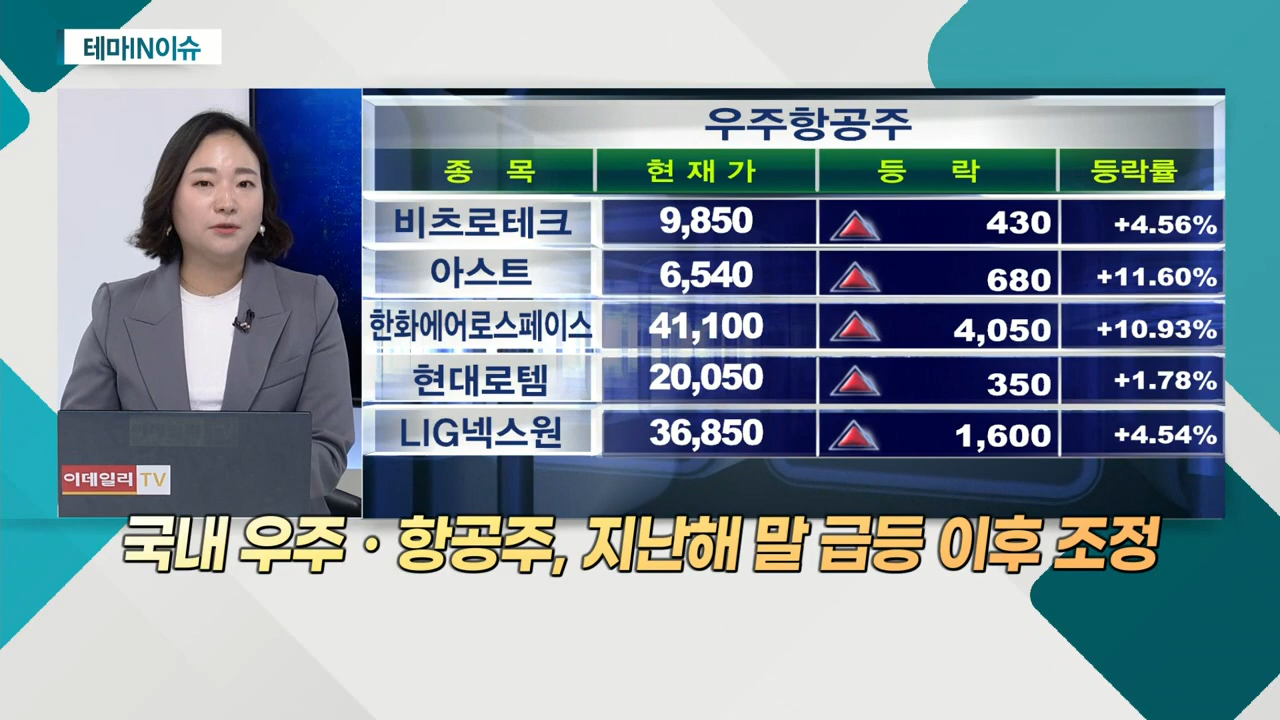 테마IN이슈
우주항공주
종 목 현 재 가 등 락 등락률
비츠로테크 9,850 ▲ 430 +4.56%
아스트 6,540 ▲ 680 +11.60%
한화에어로스페이스 41,100 ▲ 4,050 +10.93%
현대로템 20,050 ▲ 350 +1.78%
LIG넥스원 36,850 ▲ 1,600 +4.54%
이데일리 TV
국내 우주·항공주, 지난해 말 급등 이후 조정